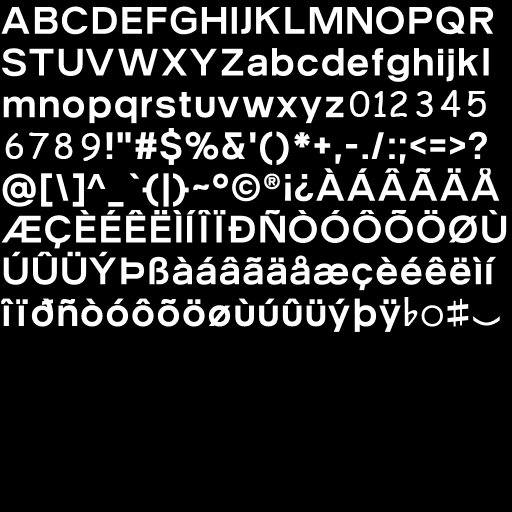 ABCDEFGHIJKLMNOPQR
STUVWXYZabcdefghijkl
mnopqrstuvwxyz012345
6789!"#$%&'()*+,-./:;<=>?
@[\]^_`{|}~°©®¡¿ÀÁÂÃÄÅ
ÆÇÈÉÊËÌÍÎÏÐÑÒÓÔÕÖØÙ
ÚÛÜÝÞßàáâãäåæçèéêëìí
îïðñòóôõöøùúûüýþÿ♭○♯‿